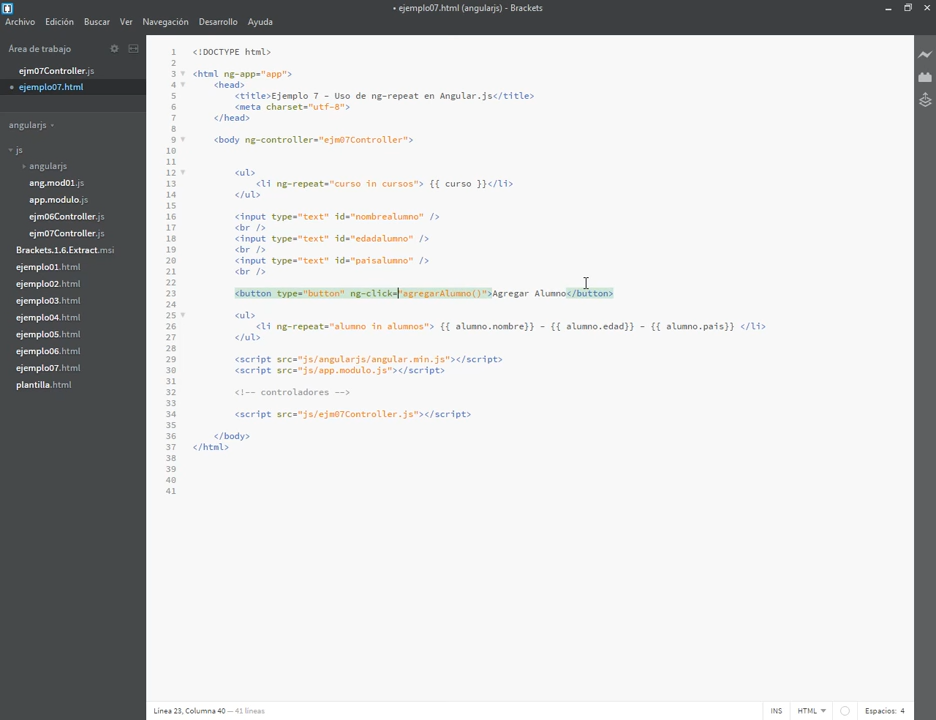 • ejemplo07.html (angularjs) - Brackets
Archivo Edición Buscar Ver Navegación Desarrollo Ayuda
Área de trabajo
ejm07Controller.js
• ejemplo07.html
angularjs
js
angularjs
ang.mod01.js
app.modulo.js
ejm06Controller.js
ejm07Controller.js
Brackets.1.6.Extract.msi
ejemplo01.html
ejemplo02.html
ejemplo03.html
ejemplo04.html
ejemplo05.html
ejemplo06.html
ejemplo07.html
plantilla.html
1 <!DOCTYPE html>
2
3 <html ng-app="app">
4 <head>
5 <title>Ejemplo 7 - Uso de ng-repeat en Angular.js</title>
6 <meta charset="utf-8">
7 </head>
8
9 <body ng-controller="ejm07Controller">
10
11
12 <ul>
13 <li ng-repeat="curso in cursos"> {{ curso }}</li>
14 </ul>
15
16 <input type="text" id="nombrealumno" />
17 <br />
18 <input type="text" id="edadalumno" />
19 <br />
20 <input type="text" id="paisalumno" />
21 <br />
22
23 <button type="button" ng-click="agregarAlumno()">Agregar Alumno</button>
24
25 <ul>
26 <li ng-repeat="alumno in alumnos"> {{ alumno.nombre}} - {{ alumno.edad}} - {{ alumno.pais}} </li>
27 </ul>
28
29 <script src="js/angularjs/angular.min.js"></script>
30 <script src="js/app.modulo.js"></script>
31
32 <!-- controladores -->
33
34 <script src="js/ejm07Controller.js"></script>
35
36 </body>
37 </html>
38
39
40
41
Línea 23, Columna 40 — 41 líneas INS HTML Espacios: 4